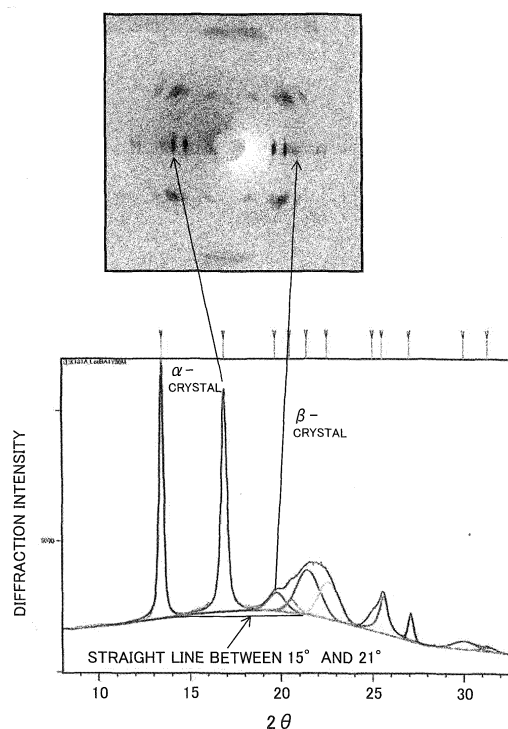 α-
CRYSTAL
β-
CRYSTAL
DIFFRACTION INTENSITY
STRAIGHT LINE BETWEEN 15° AND 21°
10 15 20 25 30
2θ